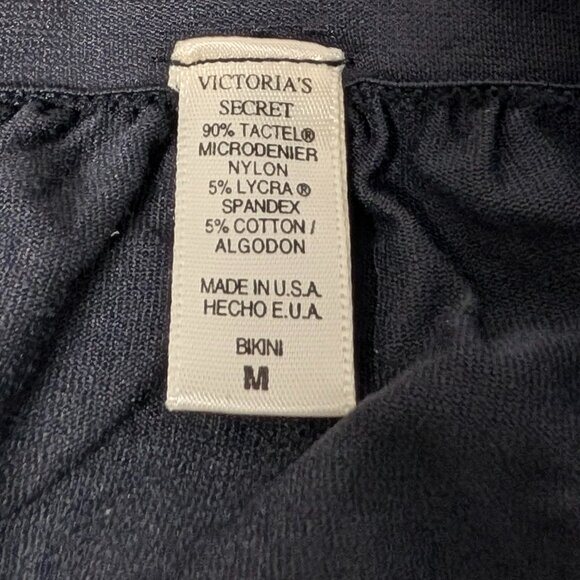 VICTORIA'S
SECRET
90% TACTEL®
MICRODENIER
NYLON
5% LYCRA ®
SPANDEX
5% COTTON /
ALGODON
MADE IN U.S.A.
HECHO E.U.A.
BIKINI
M